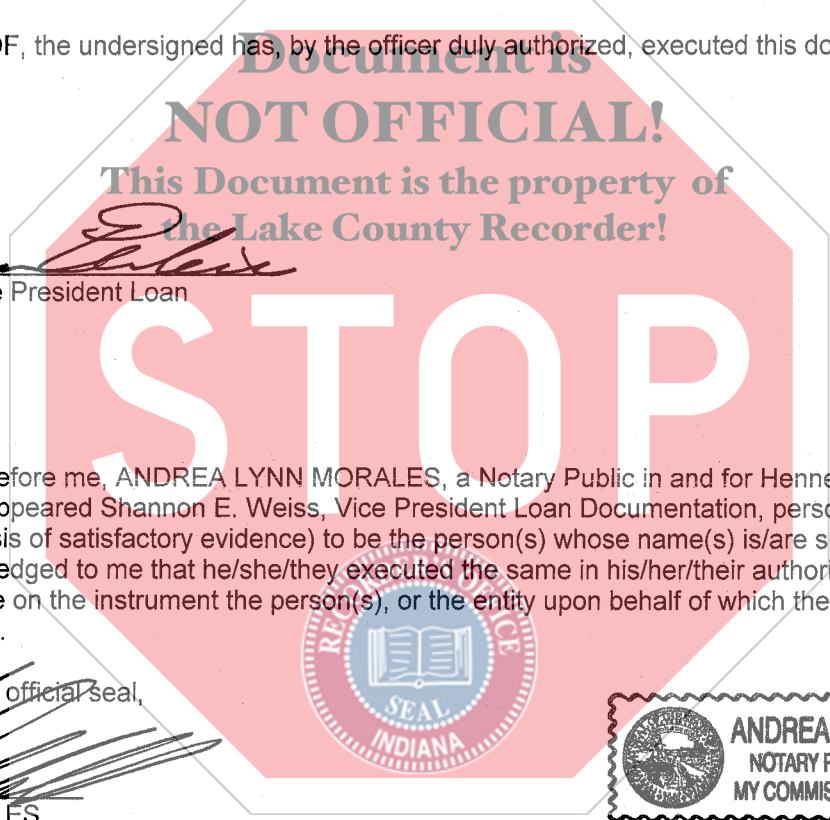 OF, the undersigned has, by the officer duly authorized, executed this do
Document is
NOT OFFICIAL!
This Document is the property of
the Lake County Recorder!
President Loan
STOP
efore me, ANDREA LYNN MORALES, a Notary Public in and for Henne
ppeared Shannon E. Weiss, Vice President Loan Documentation, perso
sis of satisfactory evidence) to be the person(s) whose name(s) is/are s
edged to me that he/she/they executed the same in his/her/their authori
e on the instrument the person(s), or the entity upon behalf of which the
RECORDER'S OFFICE
SEAL
INDIANA
official seal,
ANDREA
NOTARY P
MY COMMIS
ES